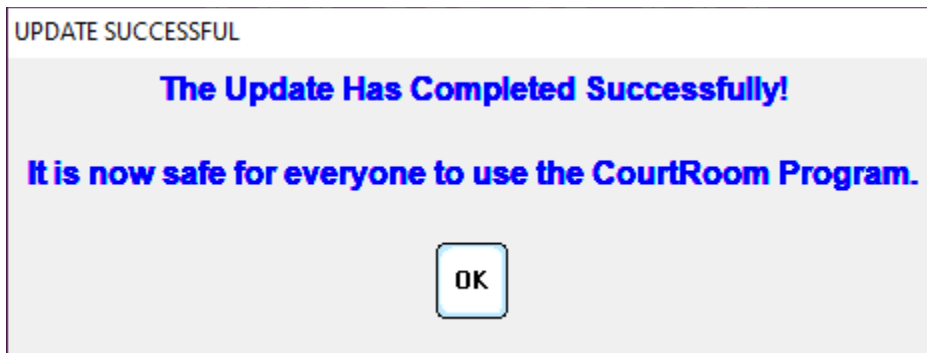 UPDATE SUCCESSFUL
The Update Has Completed Successfully!
It is now safe for everyone to use the CourtRoom Program.
OK